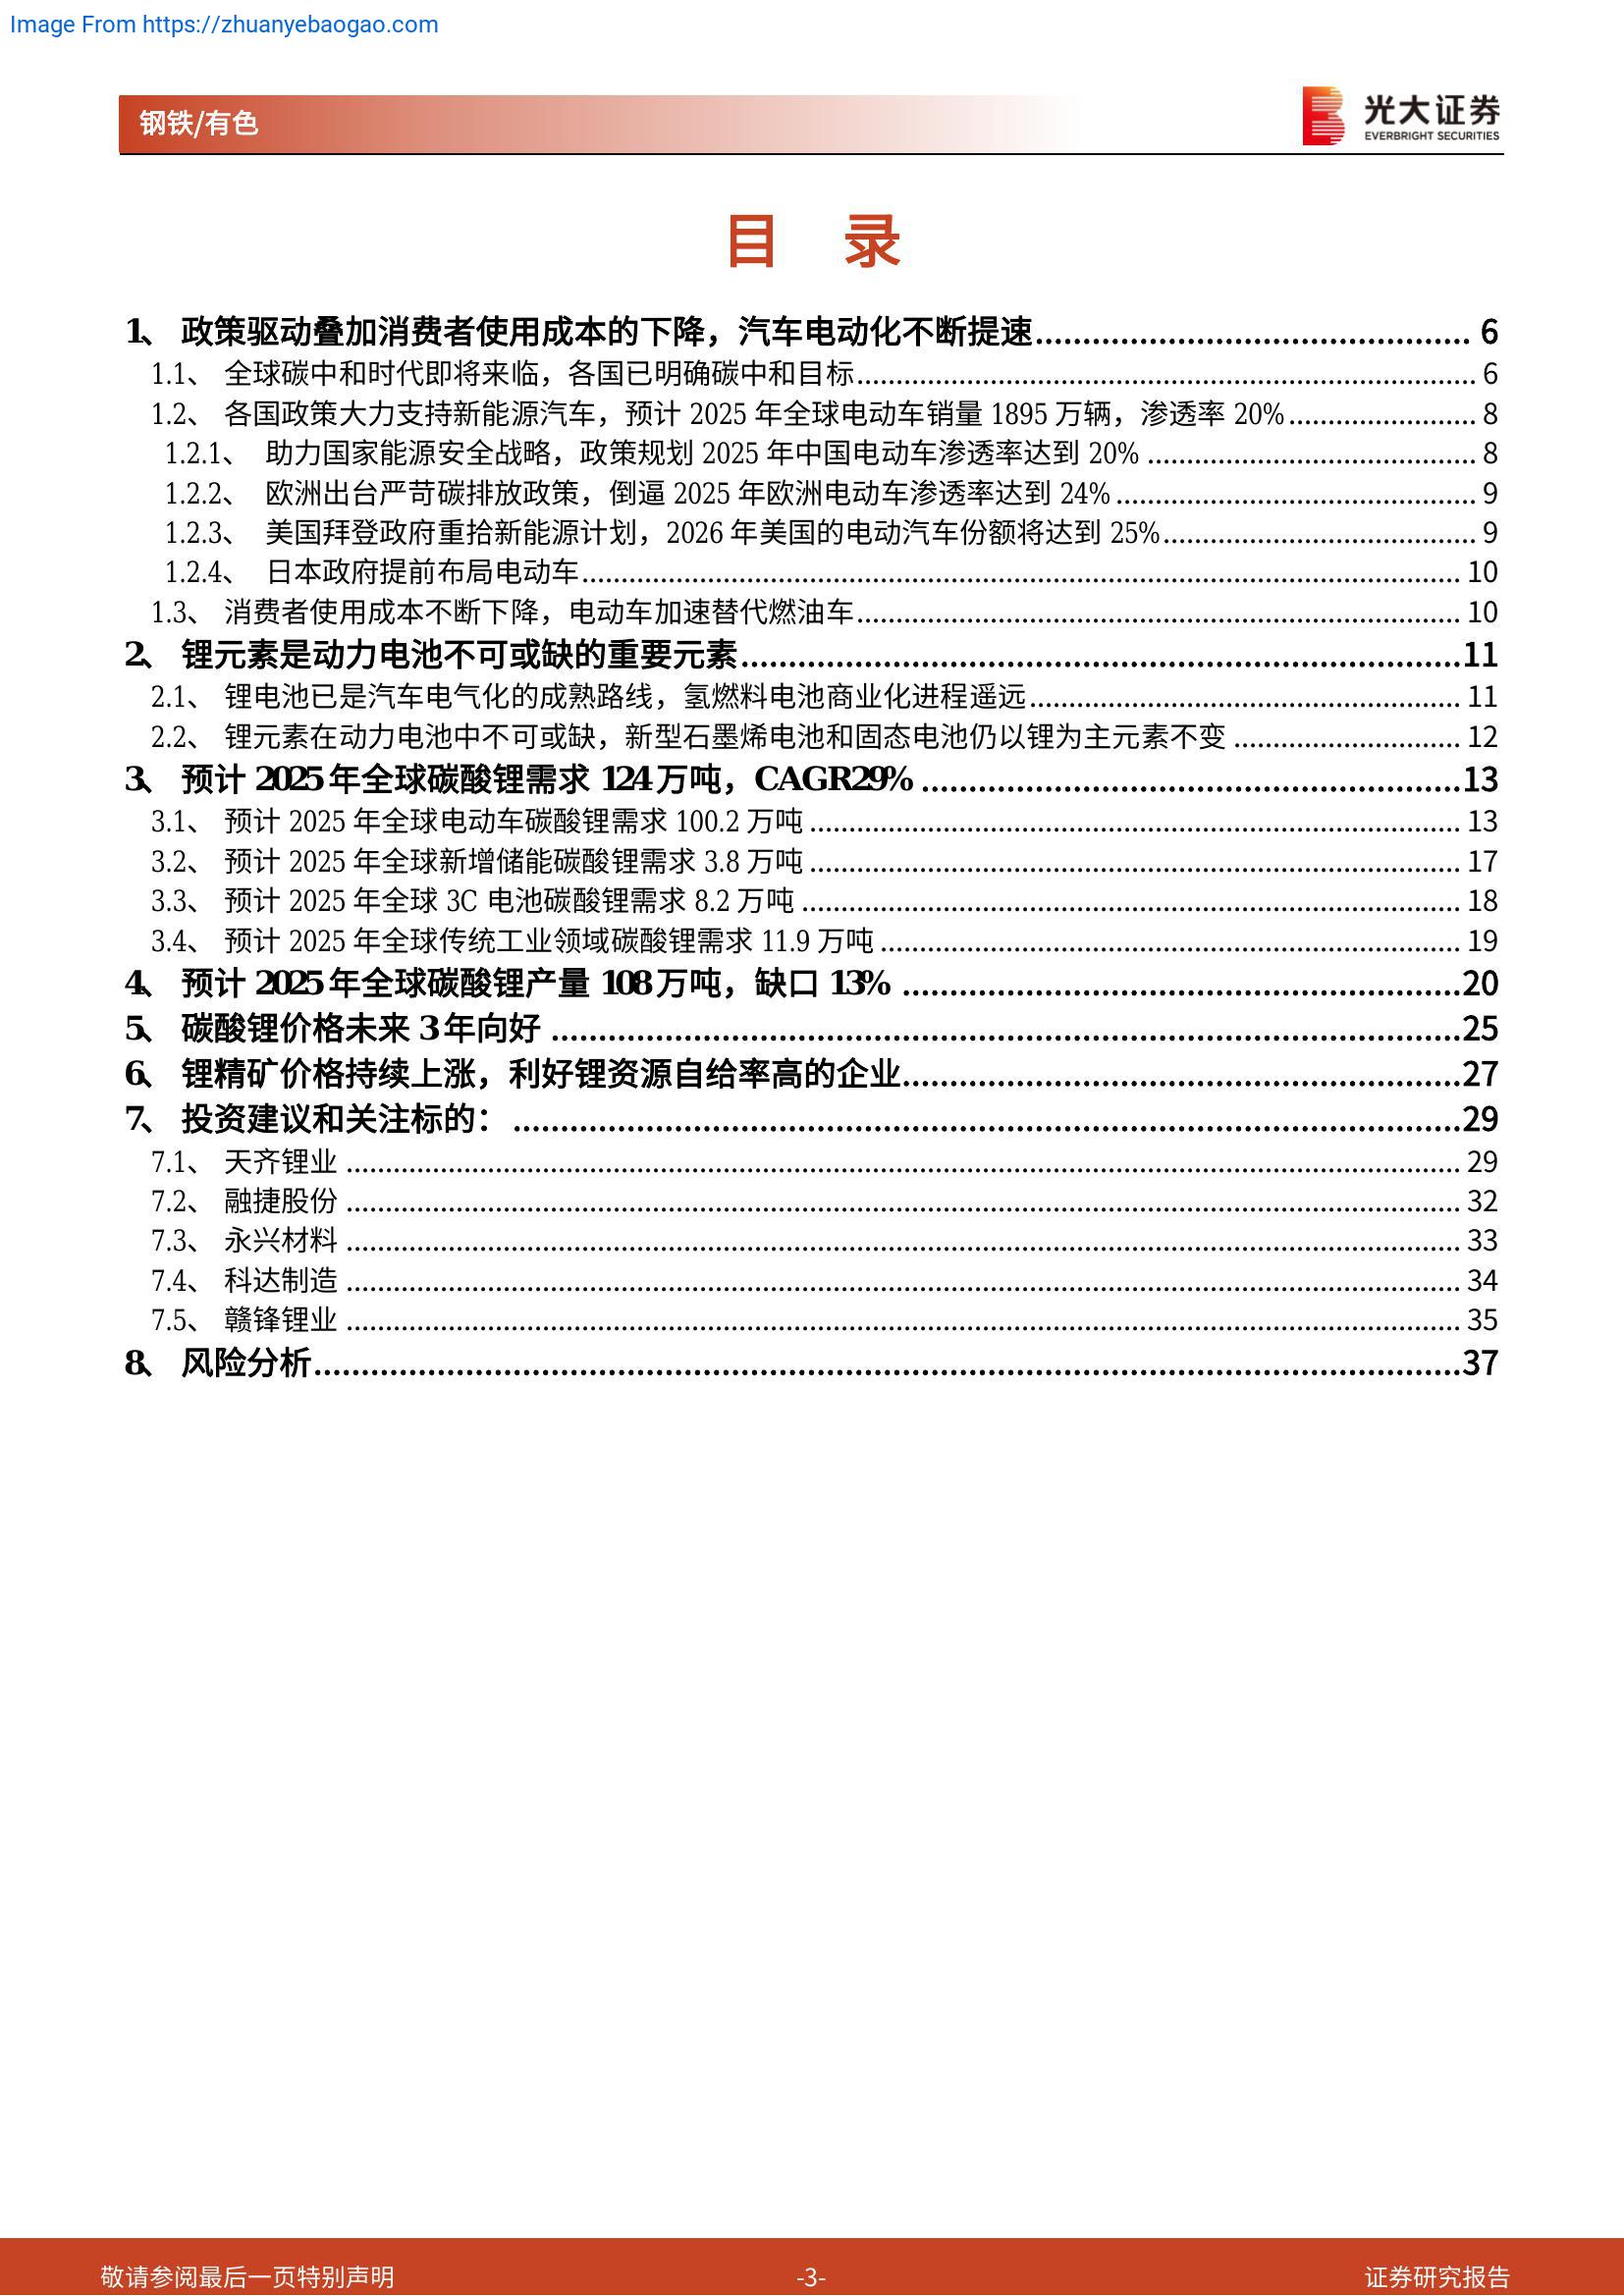 Image From https://zhuanyebaogao.com
钢铁/有色
光大证券
EVERBRIGHT SECURITIES
目 录
1、 政策驱动叠加消费者使用成本的下降，汽车电动化不断提速 6
1.1、 全球碳中和时代即将来临，各国已明确碳中和目标 6
1.2、 各国政策大力支持新能源汽车，预计 2025 年全球电动车销量 1895 万辆，渗透率 20% 8
1.2.1、 助力国家能源安全战略，政策规划 2025 年中国电动车渗透率达到 20% 8
1.2.2、 欧洲出台严苛碳排放政策，倒逼 2025 年欧洲电动车渗透率达到 24% 9
1.2.3、 美国拜登政府重拾新能源计划，2026 年美国的电动汽车份额将达到 25% 9
1.2.4、 日本政府提前布局电动车 10
1.3、 消费者使用成本不断下降，电动车加速替代燃油车 10
2、 锂元素是动力电池不可或缺的重要元素 11
2.1、 锂电池已是汽车电气化的成熟路线，氢燃料电池商业化进程遥远 11
2.2、 锂元素在动力电池中不可或缺，新型石墨烯电池和固态电池仍以锂为主元素不变 12
3、 预计 2025 年全球碳酸锂需求 124 万吨，CAGR29% 13
3.1、 预计 2025 年全球电动车碳酸锂需求 100.2 万吨 13
3.2、 预计 2025 年全球新增储能碳酸锂需求 3.8 万吨 17
3.3、 预计 2025 年全球 3C 电池碳酸锂需求 8.2 万吨 18
3.4、 预计 2025 年全球传统工业领域碳酸锂需求 11.9 万吨 19
4、 预计 2025 年全球碳酸锂产量 108 万吨，缺口 13% 20
5、 碳酸锂价格未来 3 年向好 25
6、 锂精矿价格持续上涨，利好锂资源自给率高的企业 27
7、 投资建议和关注标的： 29
7.1、 天齐锂业 29
7.2、 融捷股份 32
7.3、 永兴材料 33
7.4、 科达制造 34
7.5、 赣锋锂业 35
8、 风险分析 37
敬请参阅最后一页特别声明
-3-
证券研究报告